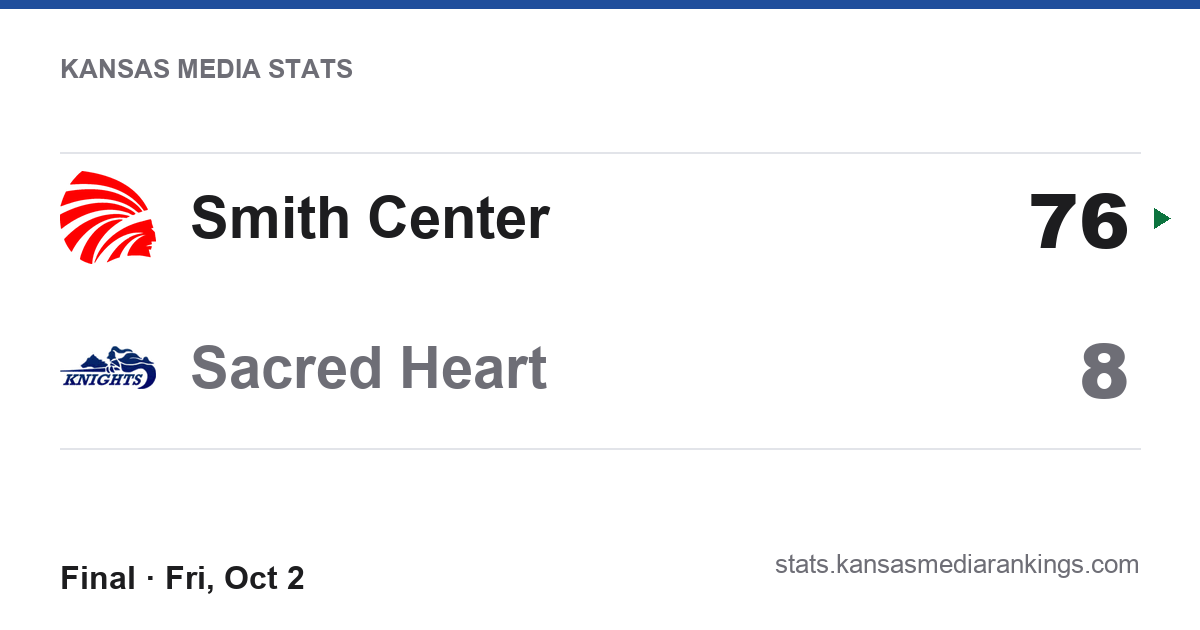 KANSAS MEDIA STATS
Smith Center 76
KNIGHTS
Sacred Heart 8
Final · Fri, Oct 2
stats.kansasmediarankings.com